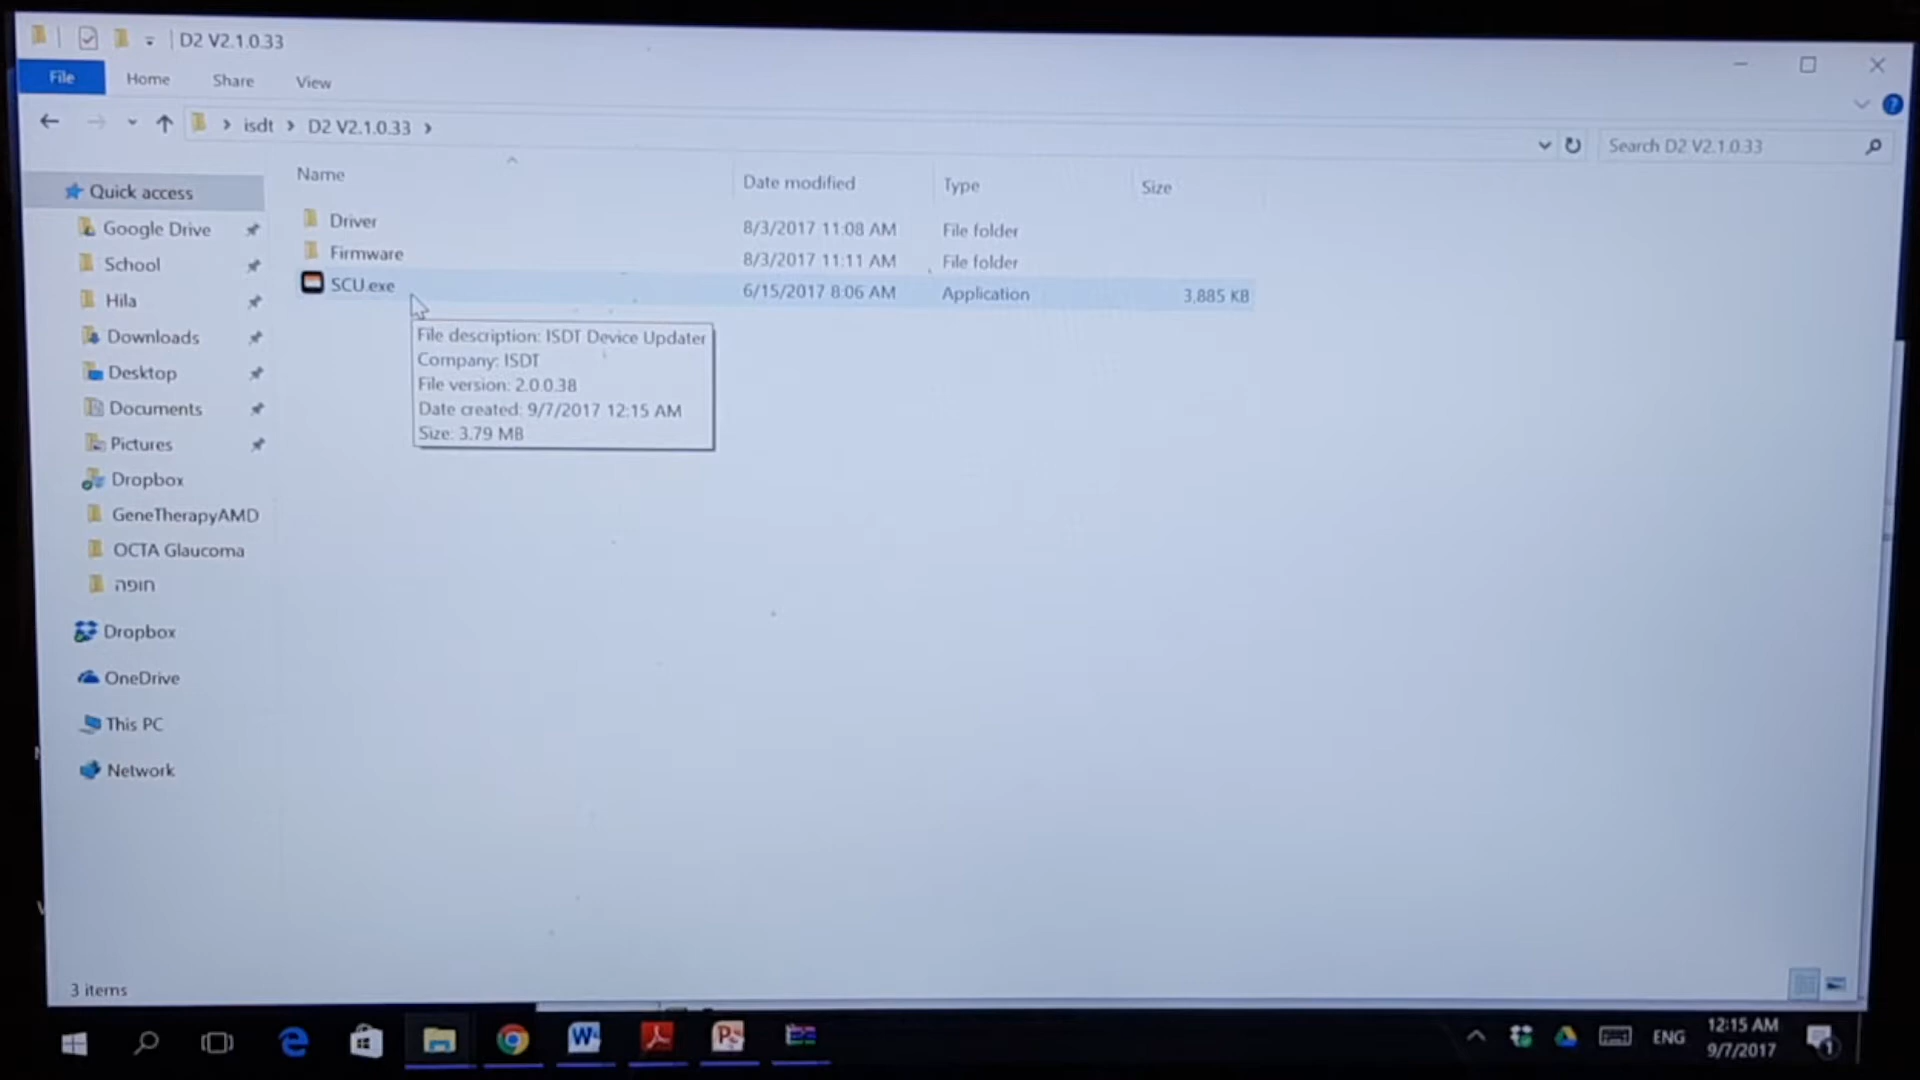 D2 V2.1.0.33
File Home Share View
isdt D2 V2.1.0.33
Search D2 V2.1.0.33
Name Date modified Type Size
Driver 8/3/2017 11:08 AM File folder
Firmware 8/3/2017 11:11 AM File folder
SCU.exe 6/15/2017 8:06 AM Application 3,885 KB
File description: ISDT Device Updater
Company: ISDT
File version: 2.0.0.38
Date created: 9/7/2017 12:15 AM
Size: 3.79 MB
Quick access
Google Drive
School
Hila
Downloads
Desktop
Documents
Pictures
Dropbox
GeneTherapyAMD
OCTA Glaucoma
חופה
Dropbox
OneDrive
This PC
Network
3 items
ENG
12:15 AM
9/7/2017
1